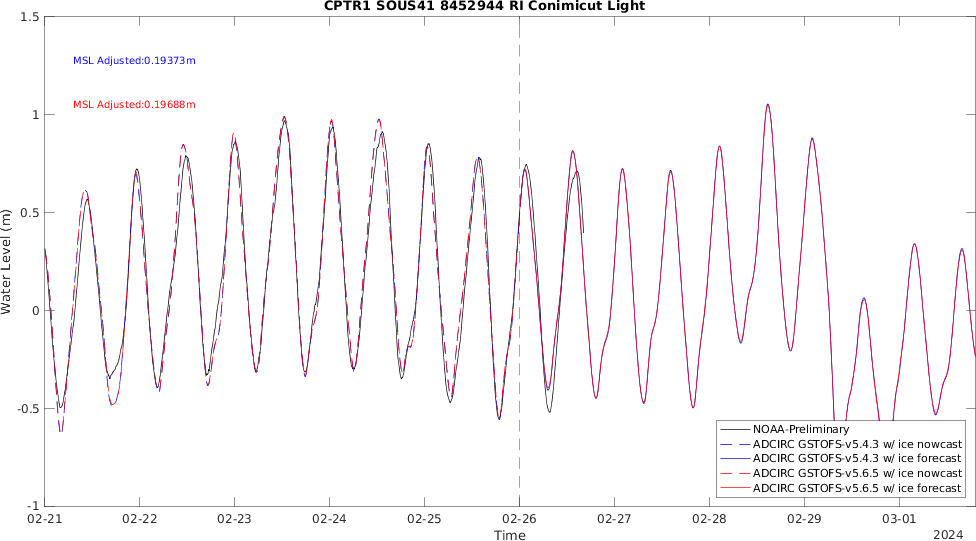 CPTR1 SOUS41 8452944 RI Conimicut Light
1.5
MSL Adjusted:0.19373m
MSL Adjusted:0.19688m
1
0.5
0
-0.5
-1
Water Level (m)
NOAA-Preliminary
ADCIRC GSTOFS-v5.4.3 w/ ice nowcast
ADCIRC GSTOFS-v5.4.3 w/ ice forecast
ADCIRC GSTOFS-v5.6.5 w/ ice nowcast
ADCIRC GSTOFS-v5.6.5 w/ ice forecast
02-21 02-22 02-23 02-24 02-25 02-26 02-27 02-28 02-29 03-01
Time
2024